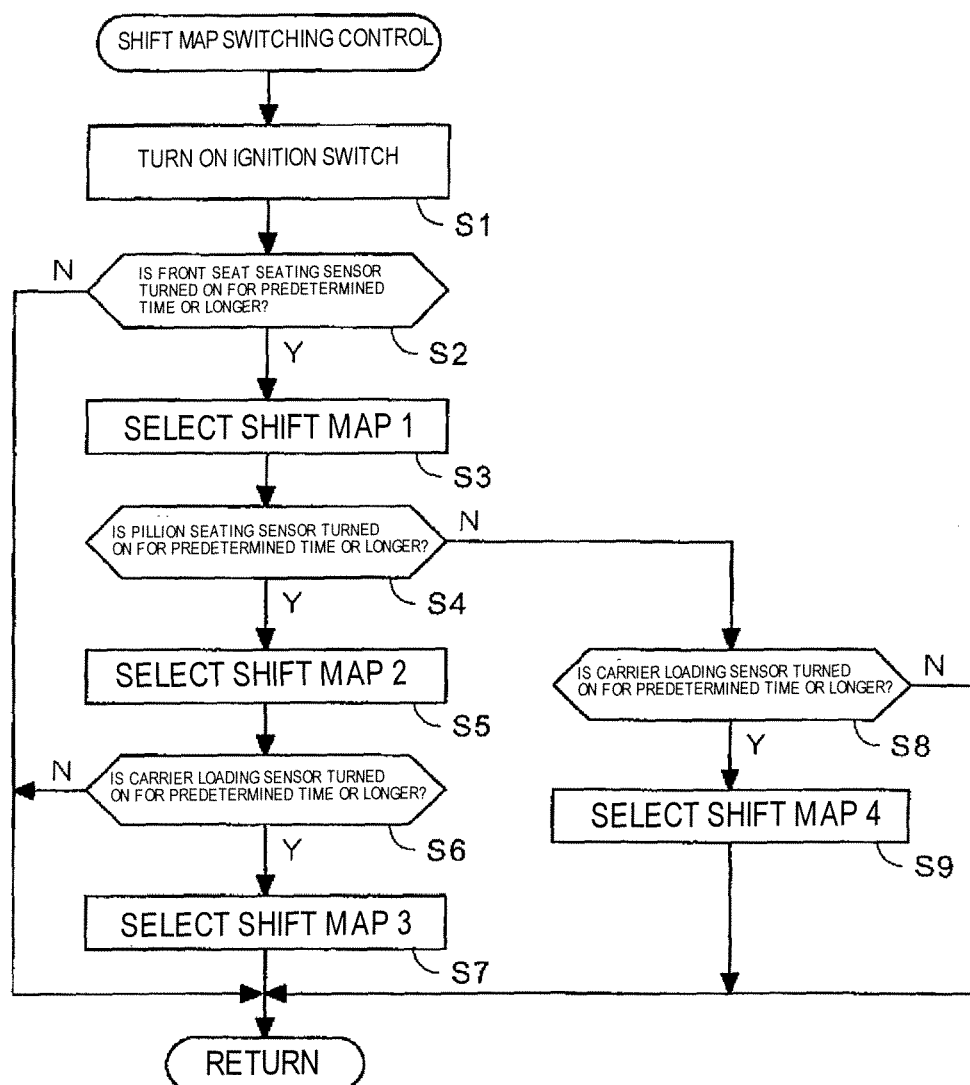 SHIFT MAP SWITCHING CONTROL
TURN ON IGNITION SWITCH
S1
N
IS FRONT SEAT SEATING SENSOR
TURNED ON FOR PREDETERMINED
TIME OR LONGER?
S2
Y
SELECT SHIFT MAP 1
S3
IS PILLION SEATING SENSOR TURNED
ON FOR PREDETERMINED TIME OR LONGER?
N
S4
Y
SELECT SHIFT MAP 2
S5
IS CARRIER LOADING SENSOR TURNED
ON FOR PREDETERMINED TIME OR LONGER?
N
S8
Y
N
IS CARRIER LOADING SENSOR TURNED
ON FOR PREDETERMINED TIME OR LONGER?
S6
Y
SELECT SHIFT MAP 4
S9
SELECT SHIFT MAP 3
S7
RETURN